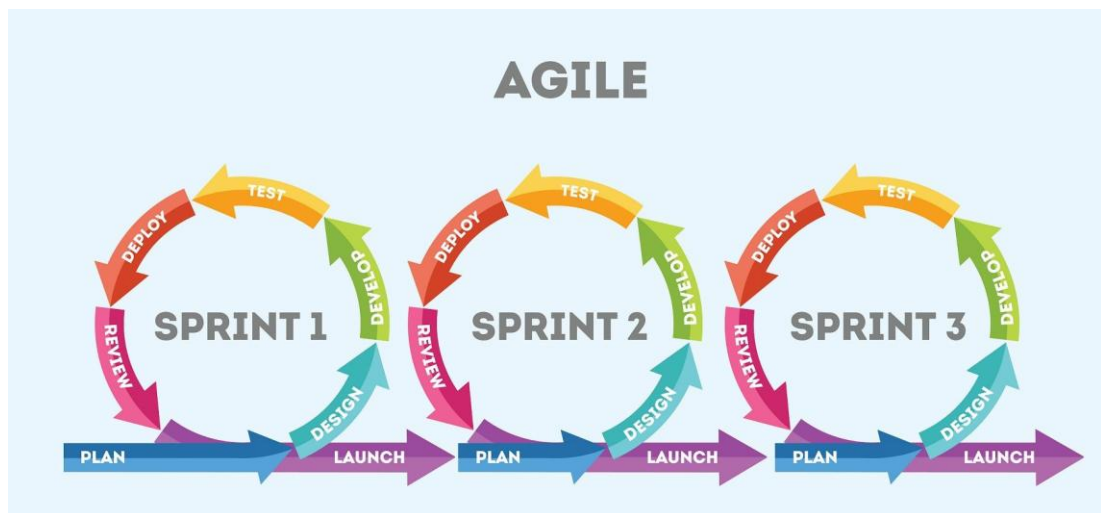 AGILE
TEST
TEST
TEST
DEPLOY
DEPLOY
DEPLOY
DEVELOP
DEVELOP
DEVELOP
SPRINT 1
SPRINT 2
SPRINT 3
REVIEW
REVIEW
REVIEW
DESIGN
DESIGN
DESIGN
PLAN
LAUNCH
PLAN
LAUNCH
PLAN
LAUNCH